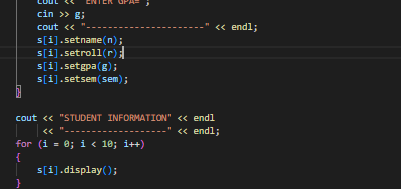 cout << "ENTER GPA=";
cin >> g;
cout << "----------------------" << endl;
s[i].setname(n);
s[i].setroll(r);
s[i].setgpa(g);
s[i].setsem(sem);
}
cout << "STUDENT INFORMATION" << endl
<< "-------------------" << endl;
for (i = 0; i < 10; i++)
{
s[i].display();
}